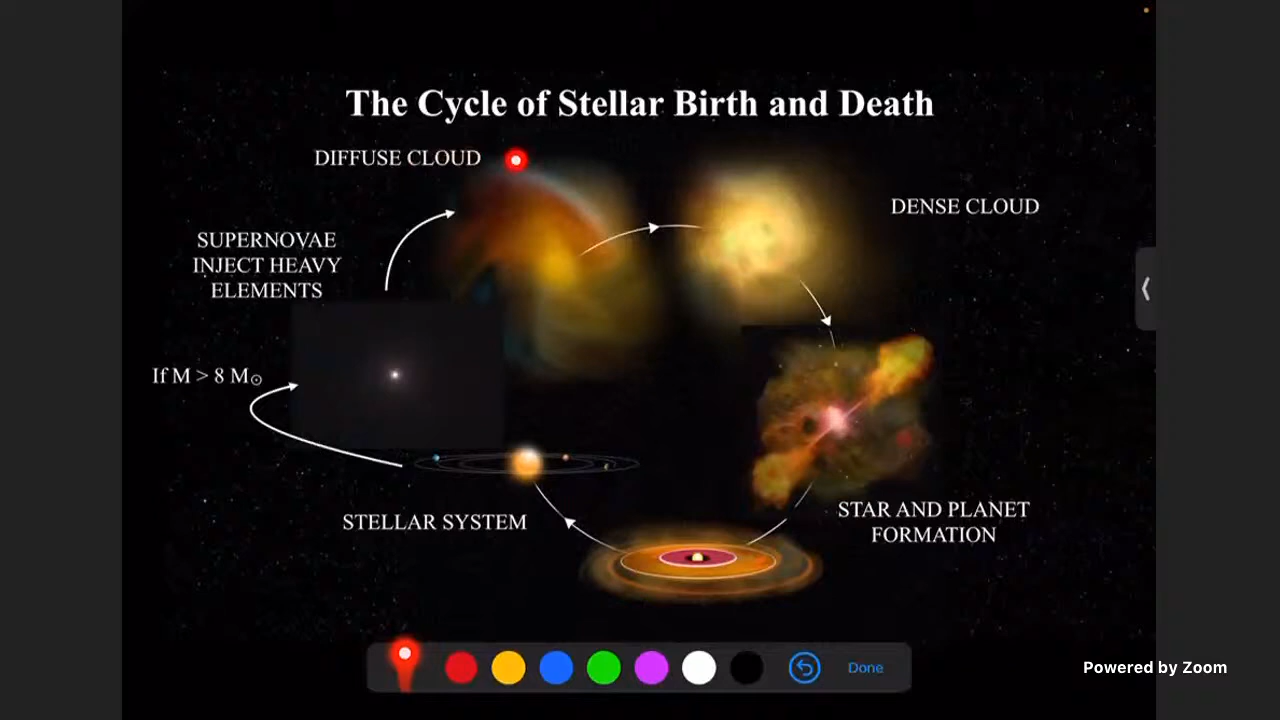 The Cycle of Stellar Birth and Death
DIFFUSE CLOUD
DENSE CLOUD
SUPERNOVAE
INJECT HEAVY
ELEMENTS
If M > 8 M☉
STELLAR SYSTEM
STAR AND PLANET
FORMATION
Done
Powered by Zoom